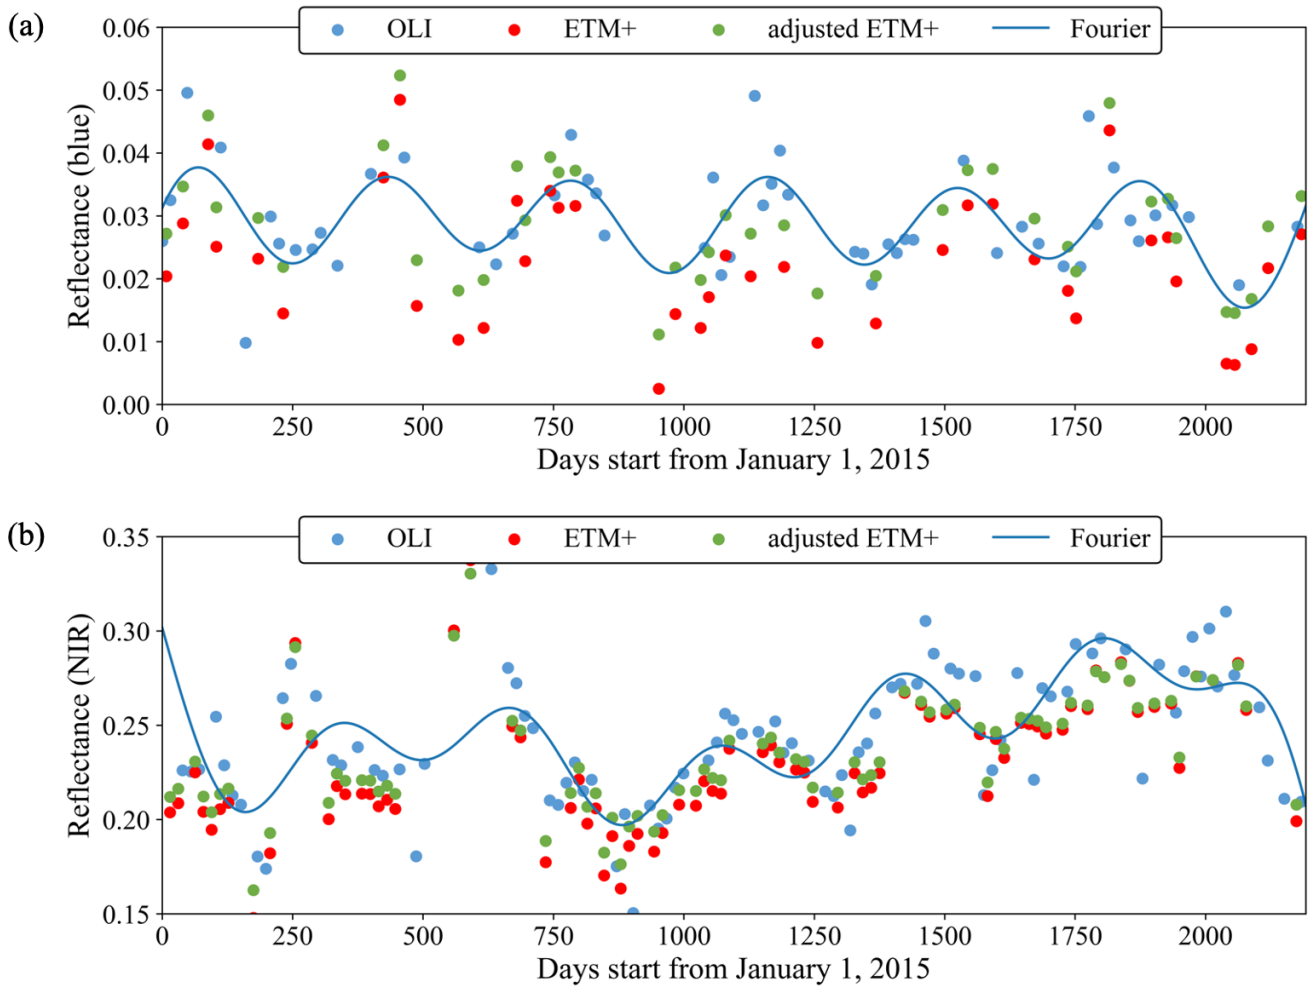 (a)
OLI ETM+ adjusted ETM+ Fourier
0.06
0.05
0.04
0.03
0.02
0.01
0.00
Reflectance (blue)
0 250 500 750 1000 1250 1500 1750 2000
Days start from January 1, 2015
(b)
OLI ETM+ adjusted ETM+ Fourier
0.35
0.30
0.25
0.20
0.15
Reflectance (NIR)
0 250 500 750 1000 1250 1500 1750 2000
Days start from January 1, 2015